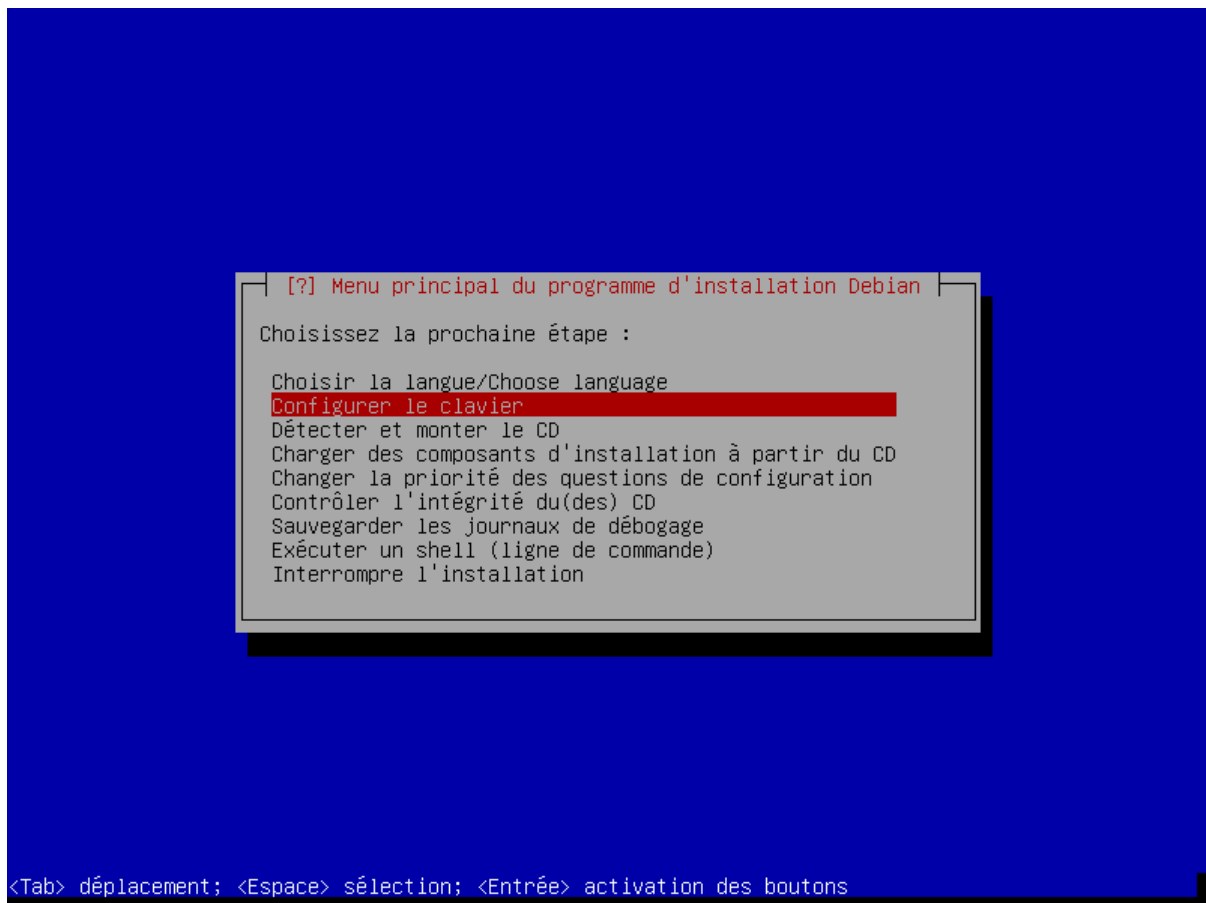 [?] Menu principal du programme d'installation Debian
Choisissez la prochaine étape :
Choisir la langue/Choose language
Configurer le clavier
Détecter et monter le CD
Charger des composants d'installation à partir du CD
Changer la priorité des questions de configuration
Contrôler l'intégrité du(des) CD
Sauvegarder les journaux de débogage
Exécuter un shell (ligne de commande)
Interrompre l'installation
<Tab> déplacement; <Espace> sélection; <Entrée> activation des boutons